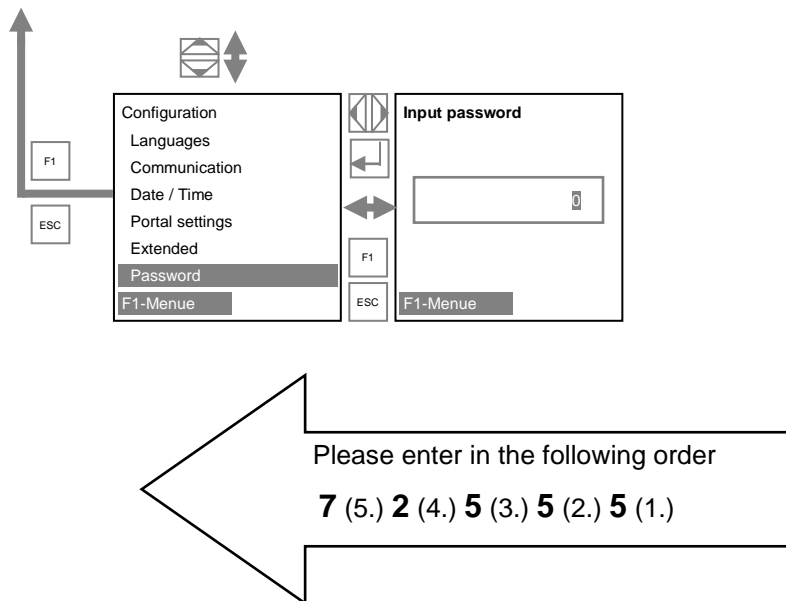 Configuration
Languages
Communication
Date / Time
Portal settings
Extended
Password
F1-Menue
F1
ESC
F1
ESC
Input password
0
F1-Menue
Please enter in the following order
7 (5.) 2 (4.) 5 (3.) 5 (2.) 5 (1.)